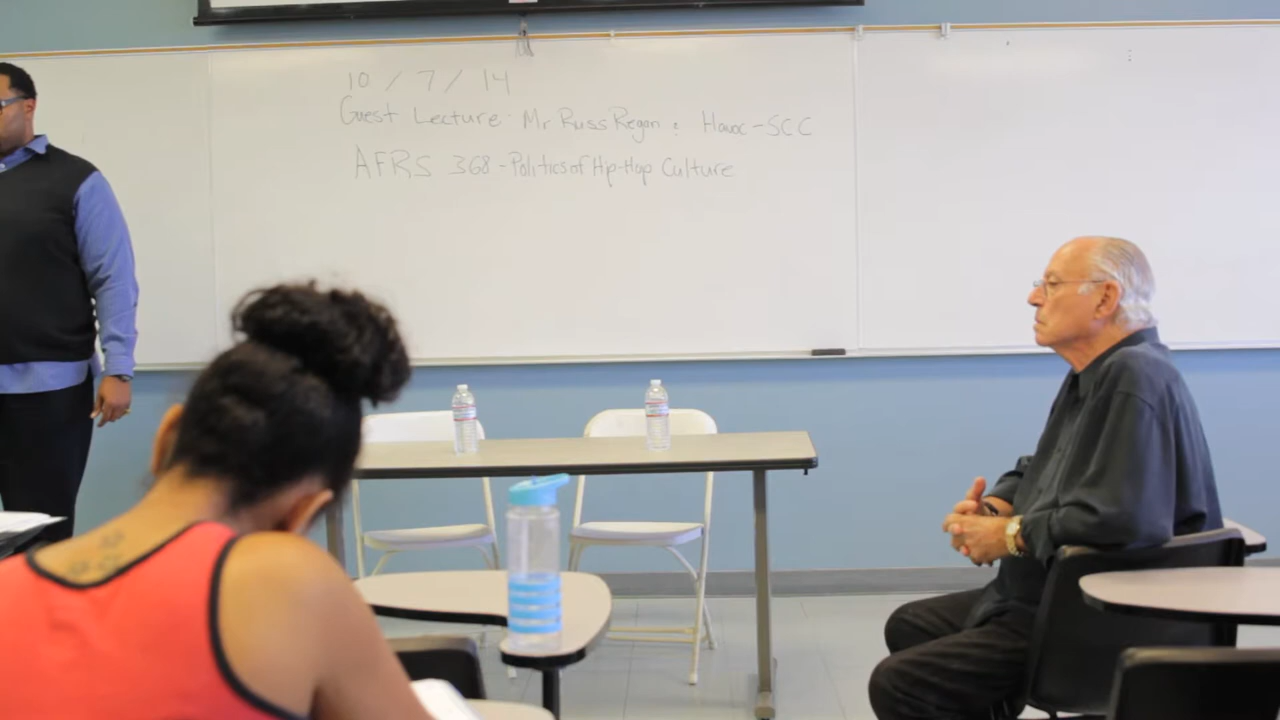 10 / 7 / 14
Guest Lecture: Mr Russ Regan & Havoc-SCC
AFRS 368 - Politics of Hip-Hop Culture